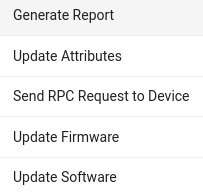 Generate Report
Update Attributes
Send RPC Request to Device
Update Firmware
Update Software